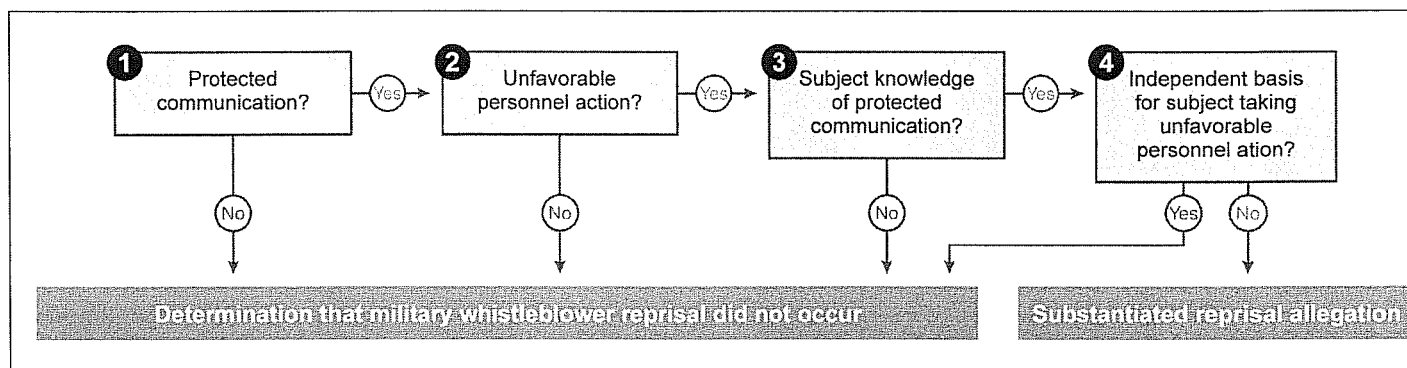 1
Protected
communication?
Yes
2
Unfavorable
personnel action?
Yes
3
Subject knowledge
of protected
communication?
Yes
4
Independent basis
for subject taking
unfavorable
personnel ation?
No
No
No
Yes
No
Determination that military whistleblower reprisal did not occur
Substantiated reprisal allegation